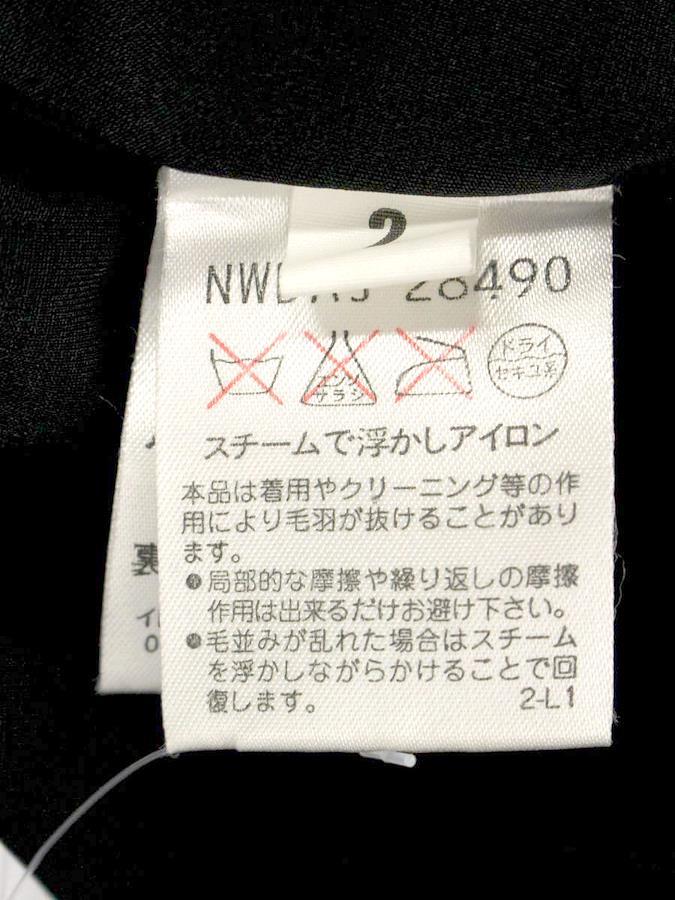 2
28490
エンソ
サラシ
ドライ
セキユ系
スチームで浮かしアイロン
本品は着用やクリーニング等の作
用により毛羽が抜けることがあり
ます。
●局部的な摩擦や繰り返しの摩擦
作用は出来るだけお避け下さい。
●毛並みが乱れた場合はスチーム
を浮かしながらかけることで回
復します。
2-L1
裏